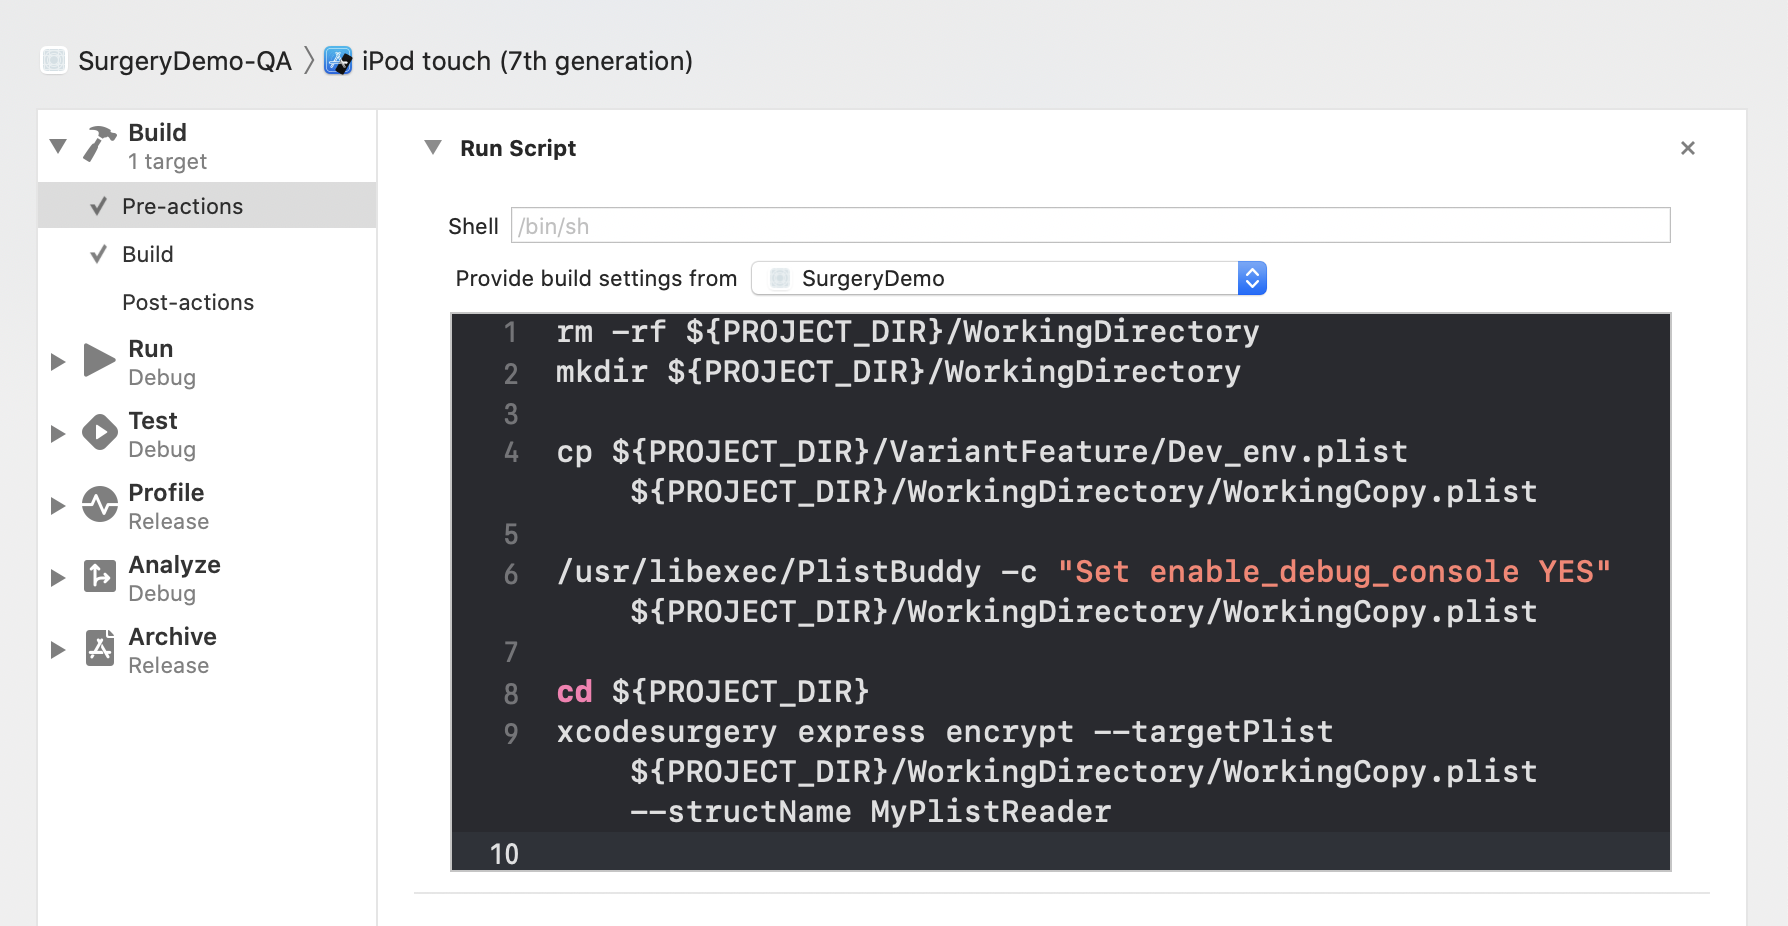 SurgeryDemo-QA
iPod touch (7th generation)
Build
1 target
Pre-actions
Build
Post-actions
Run
Debug
Test
Debug
Profile
Release
Analyze
Debug
Archive
Release
Run Script
Shell /bin/sh
Provide build settings from SurgeryDemo
1 rm -rf ${PROJECT_DIR}/WorkingDirectory
2 mkdir ${PROJECT_DIR}/WorkingDirectory
3
4 cp ${PROJECT_DIR}/VariantFeature/Dev_env.plist
${PROJECT_DIR}/WorkingDirectory/WorkingCopy.plist
5
6 /usr/libexec/PlistBuddy -c "Set enable_debug_console YES"
${PROJECT_DIR}/WorkingDirectory/WorkingCopy.plist
7
8 cd ${PROJECT_DIR}
9 xcodesurgery express encrypt --targetPlist
${PROJECT_DIR}/WorkingDirectory/WorkingCopy.plist
--structName MyPlistReader
10